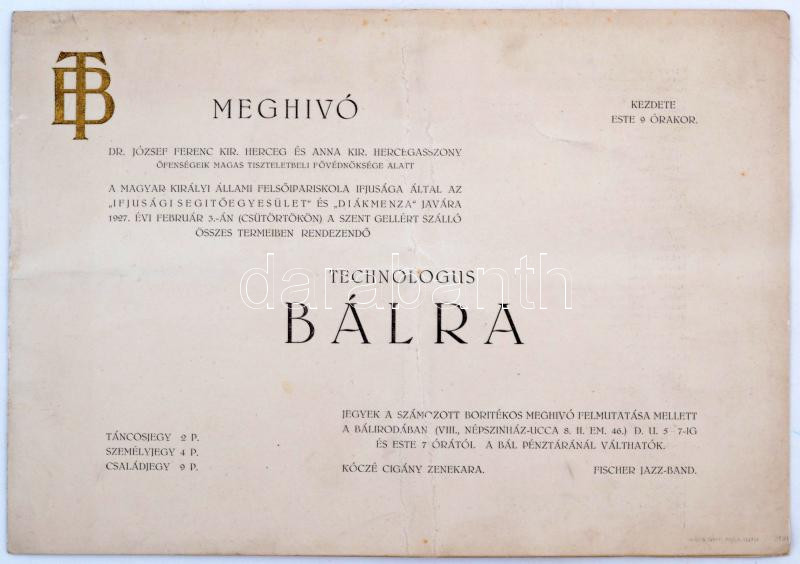 TB
MEGHIVÓ
KEZDETE
ESTE 9 ÓRAKOR.
DR. JÓZSEF FERENC KIR. HERCEG ÉS ANNA KIR. HERCEGASSZONY
ŐFENSÉGEIK MAGAS TISZTELETBELI FŐVÉDNÖKSÉGE ALATT
A MAGYAR KIRÁLYI ÁLLAMI FELSŐIPARISKOLA IFJUSÁGA ÁLTAL AZ
„IFJUSÁGI SEGITŐEGYESÜLET“ ÉS „DIÁKMENZA“ JAVÁRA
1927. ÉVI FEBRUÁR 3.-ÁN (CSÜTÖRTÖKÖN) A SZENT GELLÉRT SZÁLLÓ
ÖSSZES TERMEIBEN RENDEZENDŐ
TECHNOLOGUS
BÁLRA
darabanth
JEGYEK A SZÁMOZOTT BORITÉKOS MEGHIVÓ FELMUTATÁSA MELLETT
A BÁLIRODÁBAN (VIII., NÉPSZINHÁZ-UCCA 8. II. EM. 46.) D. U. 5-7-IG
ÉS ESTE 7 ÓRÁTÓL A BÁL PÉNZTÁRÁNÁL VÁLTHATÓK.
TÁNCOSJEGY 2 P.
SZEMÉLYJEGY 4 P.
CSALÁDJEGY 9 P.
KÓCZÉ CIGÁNY ZENEKARA.
FISCHER JAZZ-BAND.